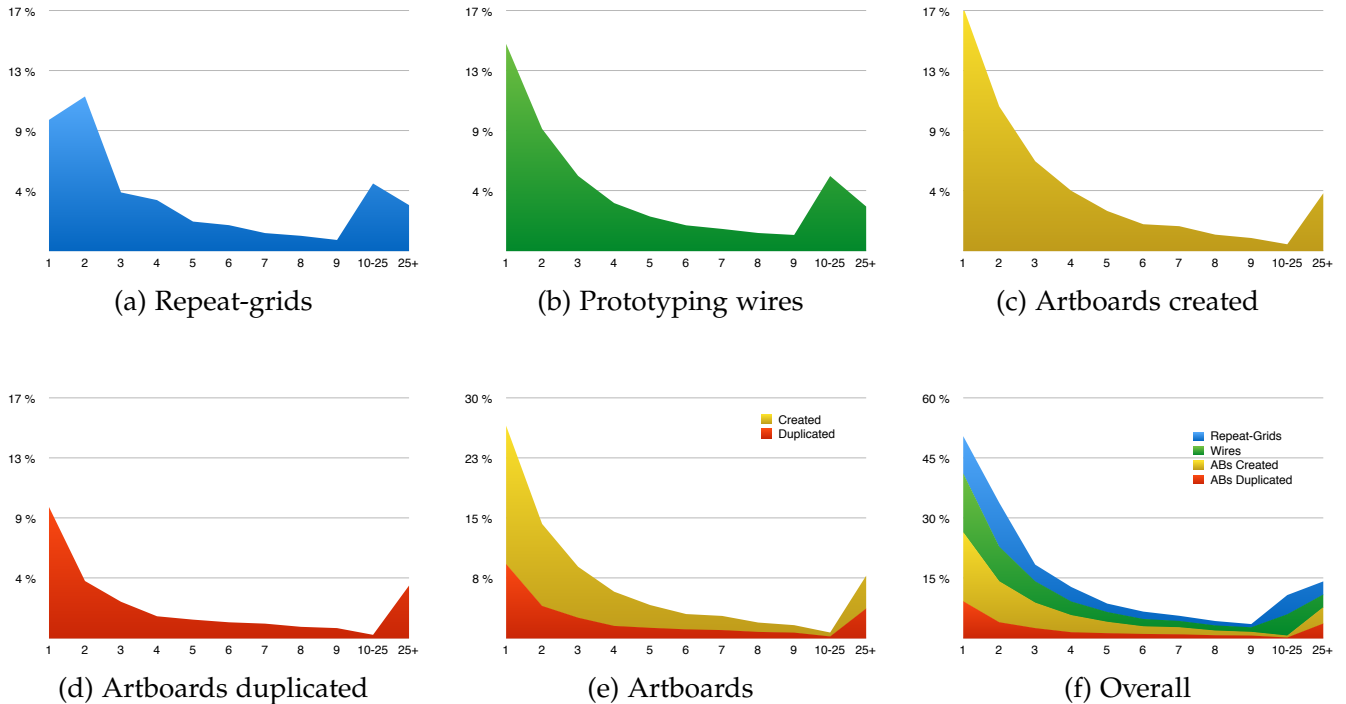 17 %
13 %
9 %
4 %
1 2 3 4 5 6 7 8 9 10-25 25+
(a) Repeat-grids
17 %
13 %
9 %
4 %
1 2 3 4 5 6 7 8 9 10-25 25+
(b) Prototyping wires
17 %
13 %
9 %
4 %
1 2 3 4 5 6 7 8 9 10-25 25+
(c) Artboards created
17 %
13 %
9 %
4 %
1 2 3 4 5 6 7 8 9 10-25 25+
(d) Artboards duplicated
30 %
23 %
15 %
8 %
Created
Duplicated
1 2 3 4 5 6 7 8 9 10-25 25+
(e) Artboards
60 %
45 %
30 %
15 %
Repeat-Grids
Wires
ABs Created
ABs Duplicated
1 2 3 4 5 6 7 8 9 10-25 25+
(f) Overall